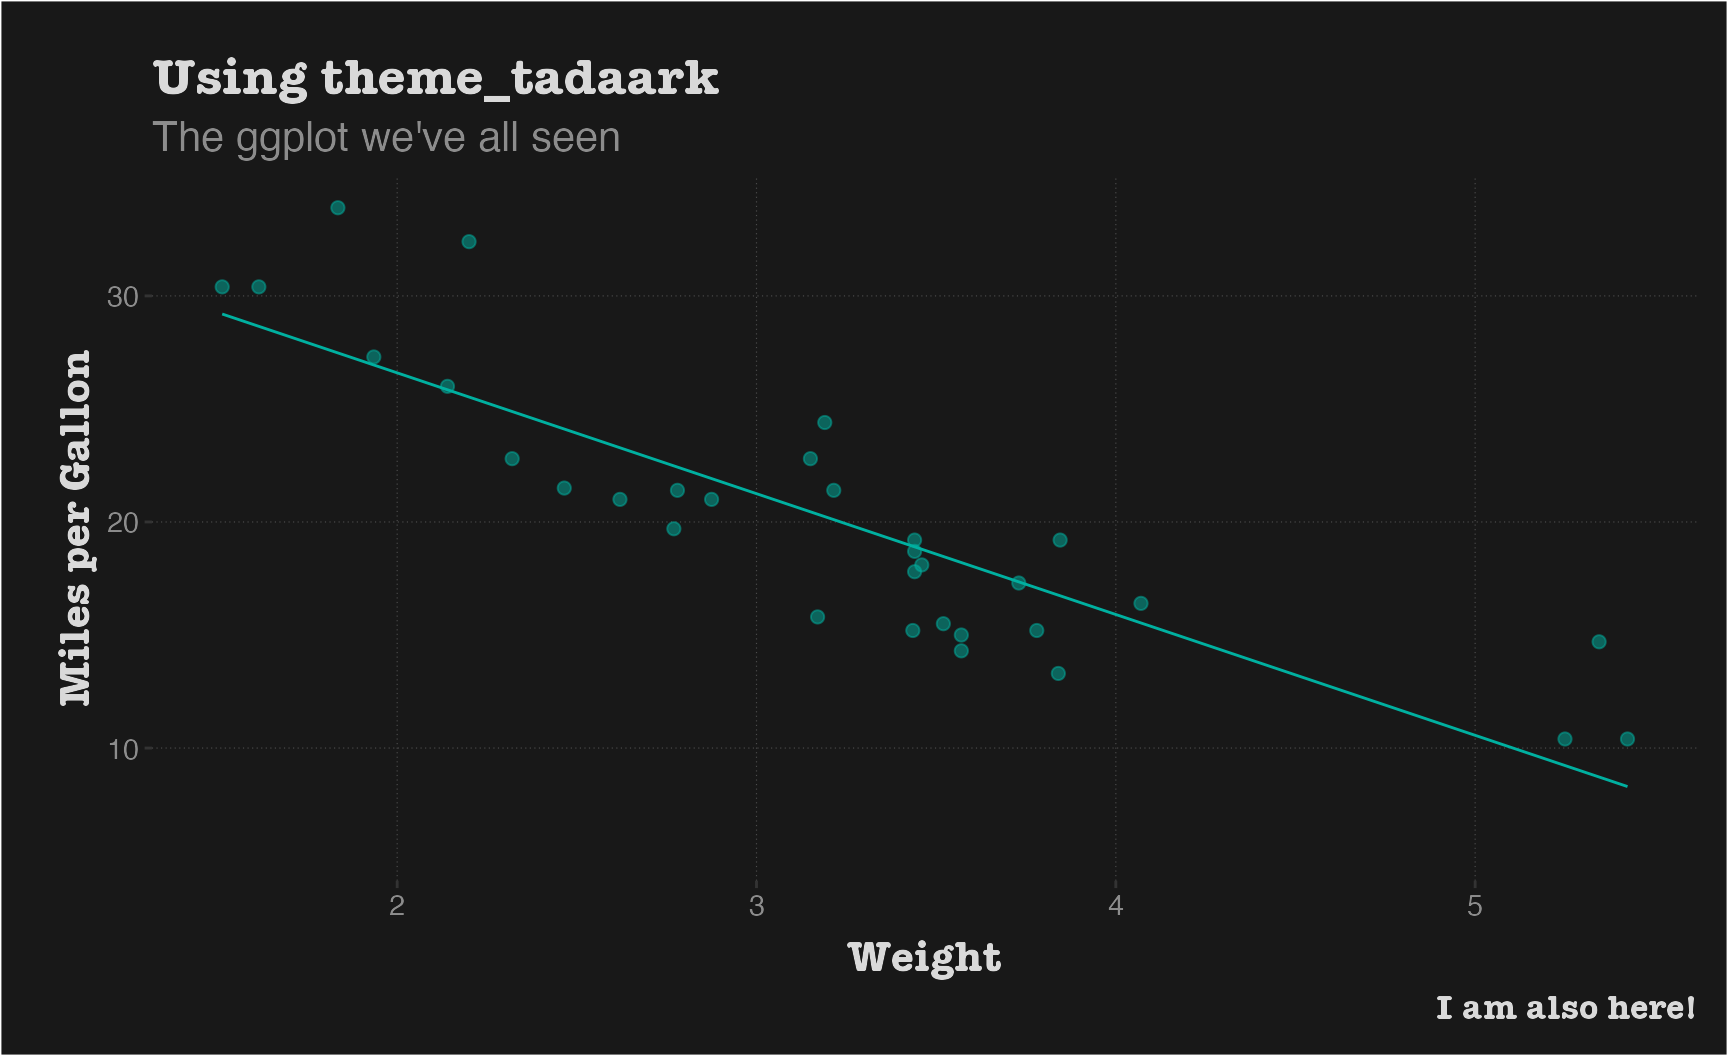 Using theme_tadaark
The ggplot we've all seen
Miles per Gallon
30
20
10
2
3
4
5
Weight
I am also here!